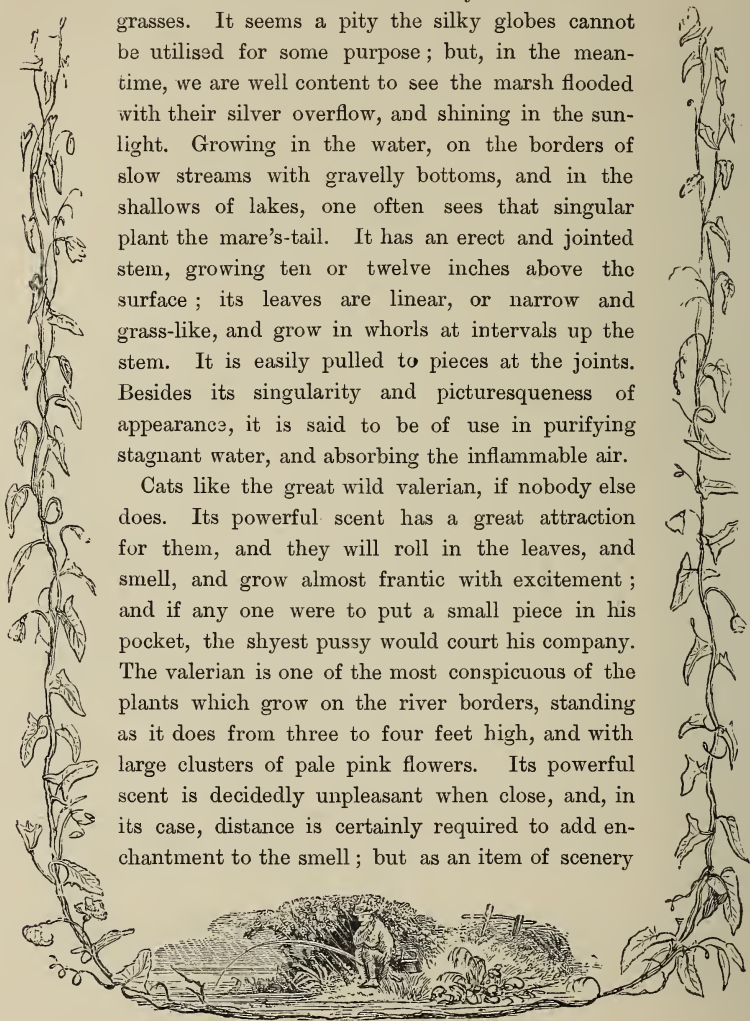 grasses. It seems a pity the silky globes cannot
be utilised for some purpose; but, in the mean-
time, we are well content to see the marsh flooded
with their silver overflow, and shining in the sun-
light. Growing in the water, on the borders of
slow streams with gravelly bottoms, and in the
shallows of lakes, one often sees that singular
plant the mare's-tail. It has an erect and jointed
stem, growing ten or twelve inches above the
surface; its leaves are linear, or narrow and
grass-like, and grow in whorls at intervals up the
stem. It is easily pulled to pieces at the joints.
Besides its singularity and picturesqueness of
appearance, it is said to be of use in purifying
stagnant water, and absorbing the inflammable air.
Cats like the great wild valerian, if nobody else
does. Its powerful scent has a great attraction
for them, and they will roll in the leaves, and
smell, and grow almost frantic with excitement;
and if any one were to put a small piece in his
pocket, the shyest pussy would court his company.
The valerian is one of the most conspicuous of the
plants which grow on the river borders, standing
as it does from three to four feet high, and with
large clusters of pale pink flowers. Its powerful
scent is decidedly unpleasant when close, and, in
its case, distance is certainly required to add en-
chantment to the smell; but as an item of scenery